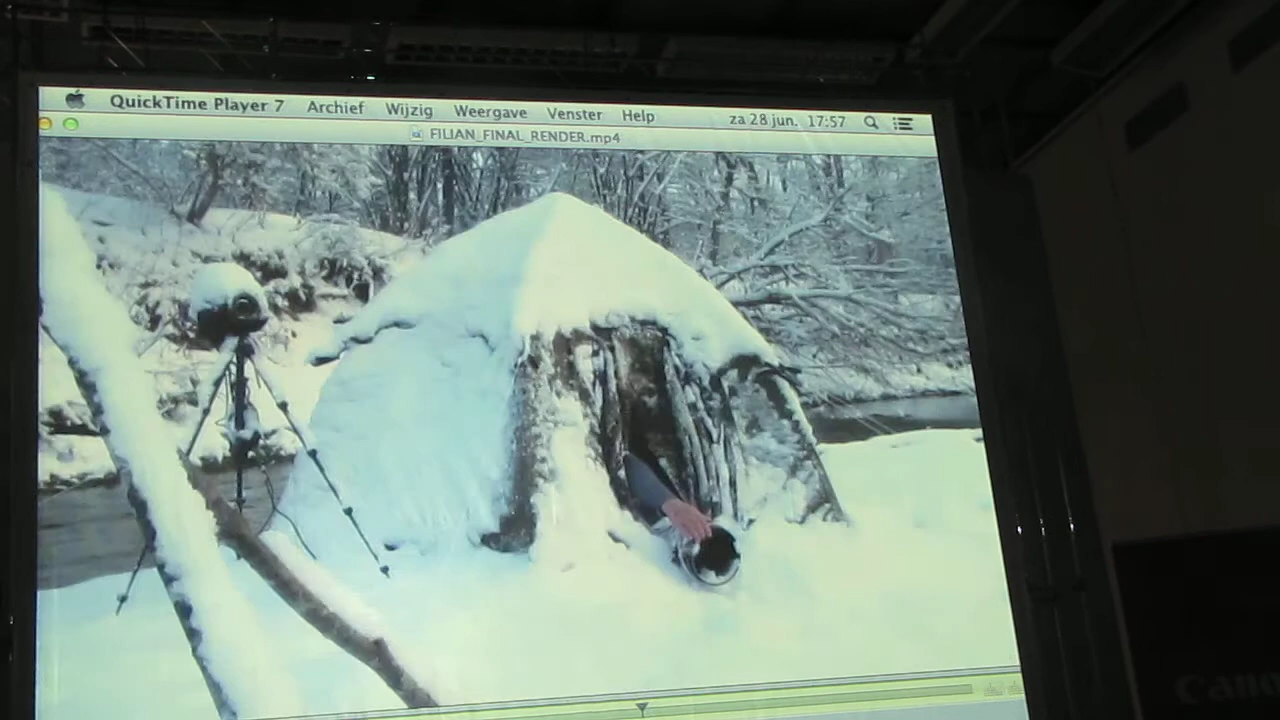 QuickTime Player 7 Archief Wijzig Weergave Venster Help za 28 jun. 17:57
FILIAN_FINAL_RENDER.mp4
Canon